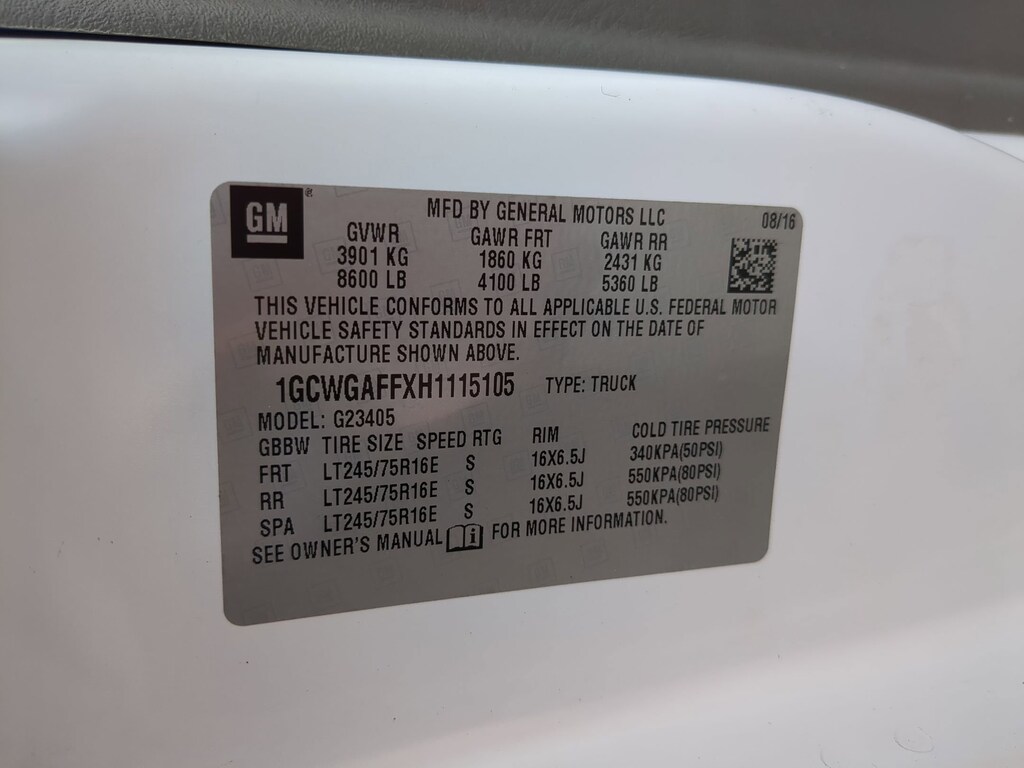 GM ®
MFD BY GENERAL MOTORS LLC 08/16
GVWR GAWR FRT GAWR RR
3901 KG 1860 KG 2431 KG
8600 LB 4100 LB 5360 LB
THIS VEHICLE CONFORMS TO ALL APPLICABLE U.S. FEDERAL MOTOR
VEHICLE SAFETY STANDARDS IN EFFECT ON THE DATE OF
MANUFACTURE SHOWN ABOVE.
1GCWGAFFXH1115105 TYPE: TRUCK
MODEL: G23405
GBBW TIRE SIZE SPEED RTG RIM COLD TIRE PRESSURE
FRT LT245/75R16E S 16X6.5J 340KPA(50PSI)
RR LT245/75R16E S 16X6.5J 550KPA(80PSI)
SPA LT245/75R16E S 16X6.5J 550KPA(80PSI)
SEE OWNER'S MANUAL i FOR MORE INFORMATION.